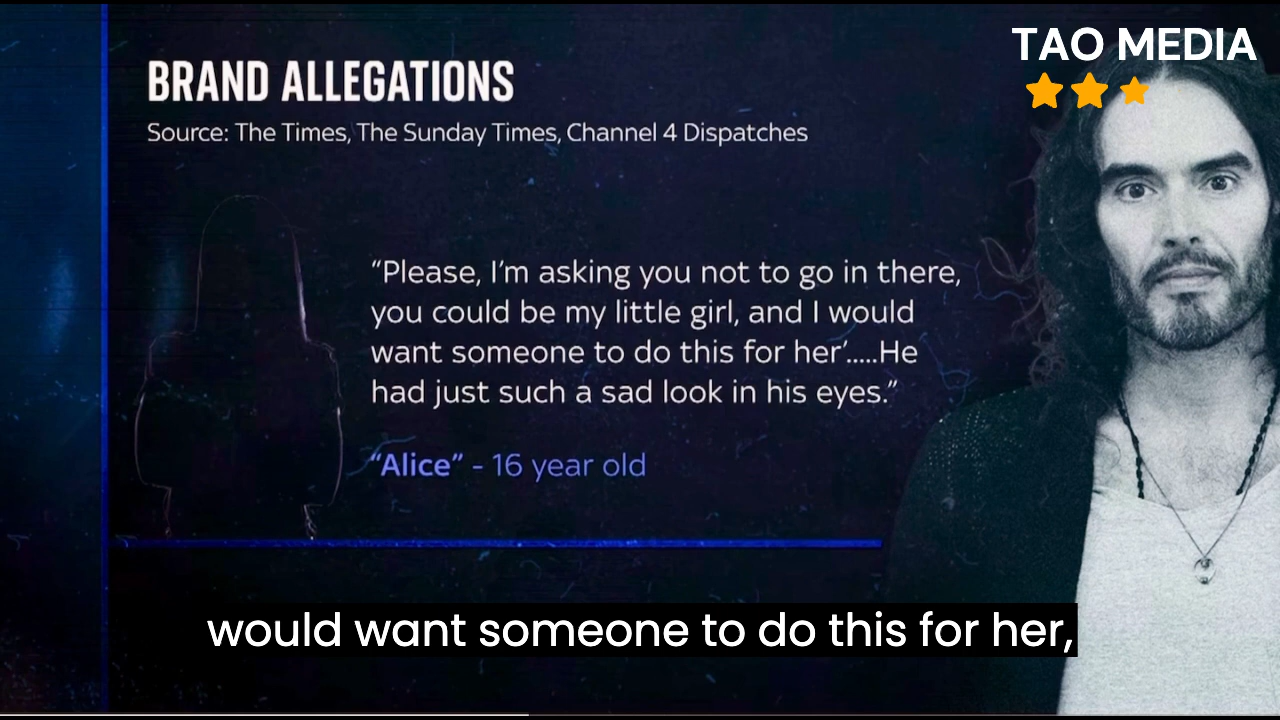 TAO MEDIA
BRAND ALLEGATIONS
Source: The Times, The Sunday Times, Channel 4 Dispatches
“Please, I’m asking you not to go in there,
you could be my little girl, and I would
want someone to do this for her’.....He
had just such a sad look in his eyes.”
“Alice” - 16 year old
would want someone to do this for her,